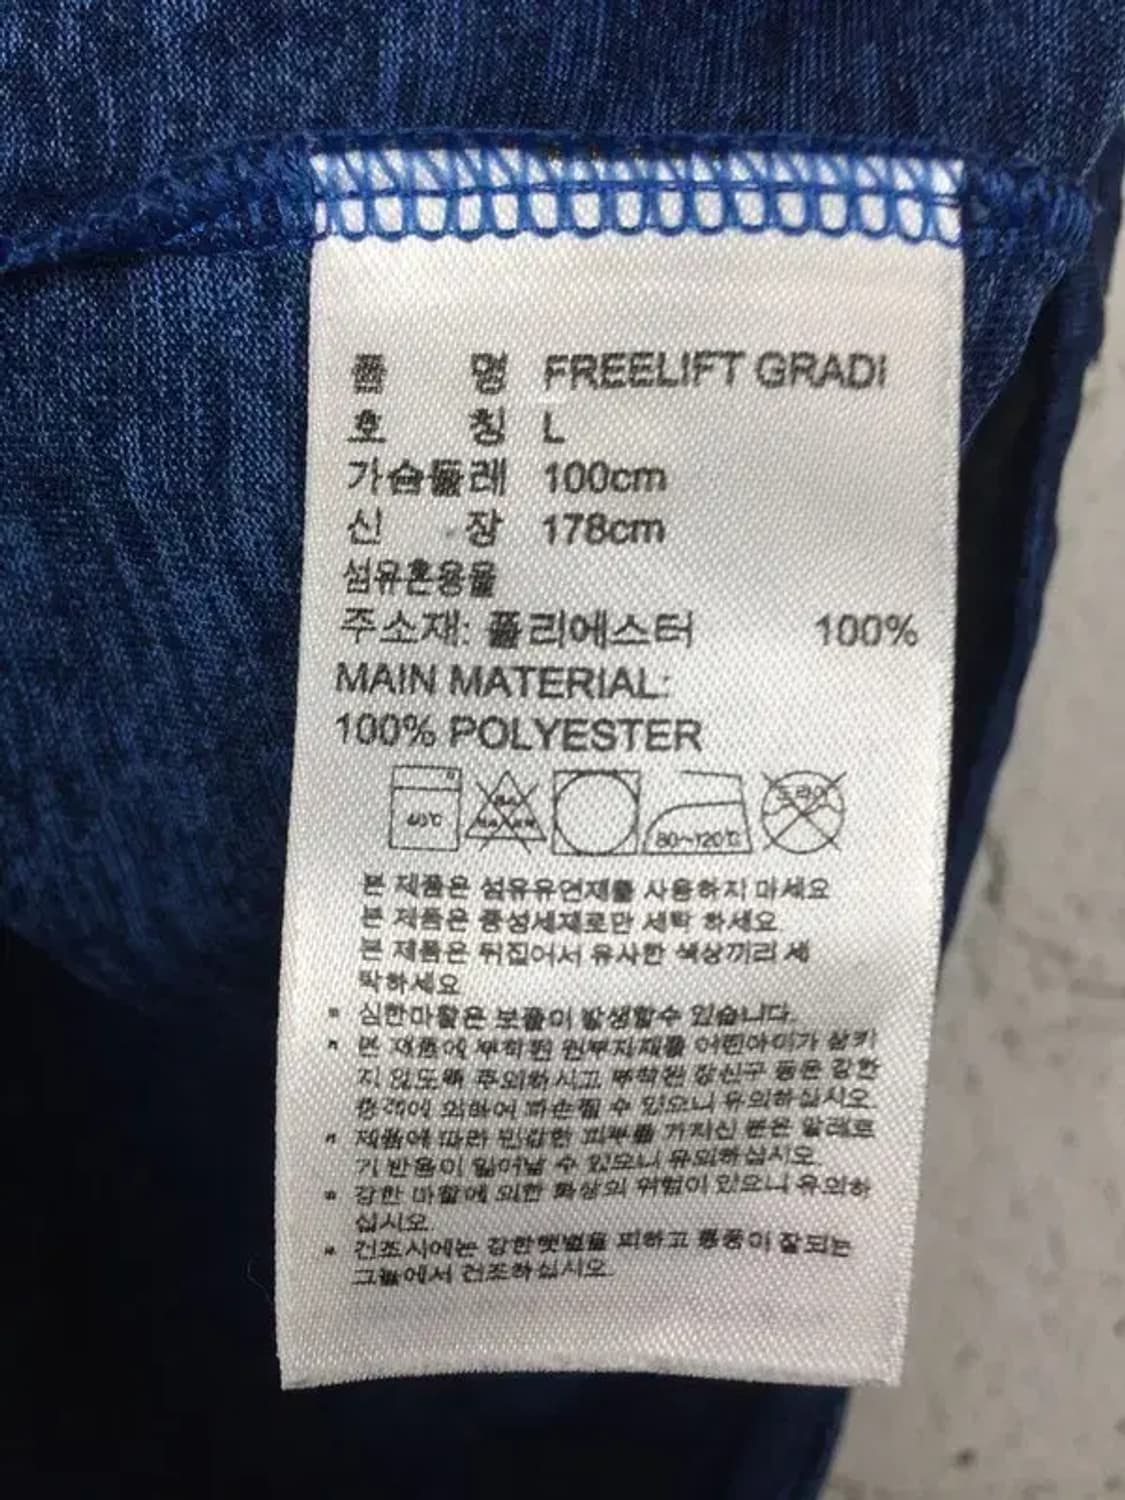 품 명 FREELIFT GRADI
호 칭 L
가슴둘레 100cm
신 장 178cm
섬유혼용율
주소재: 폴리에스터 100%
MAIN MATERIAL:
100% POLYESTER
40℃
80~120℃ 드라이
본 제품은 섬유유연제를 사용하지 마세요
본 제품은 중성세제로만 세탁 하세요
본 제품은 뒤집어서 유사한 색상끼리 세
탁하세요
* 심한마찰은 보풀이 발생할수 있습니다.
* 본 제품에 부착된 원부자재를 어린아이가 삼키
지 않도록 주의하시고 부착된 장신구 등은 강한
충격에 의하여 파손될 수 있으니 유의하십시오
* 제품에 따라 민감한 피부를 가지신 분은 알레르
기 반응이 일어날 수 있으니 유의하십시오
* 강한 마찰에 의한 화상의 위험이 있으니 유의하
십시오
* 건조시에는 강한햇볕을 피하고 통풍이 잘되는
그늘에서 건조하십시오.